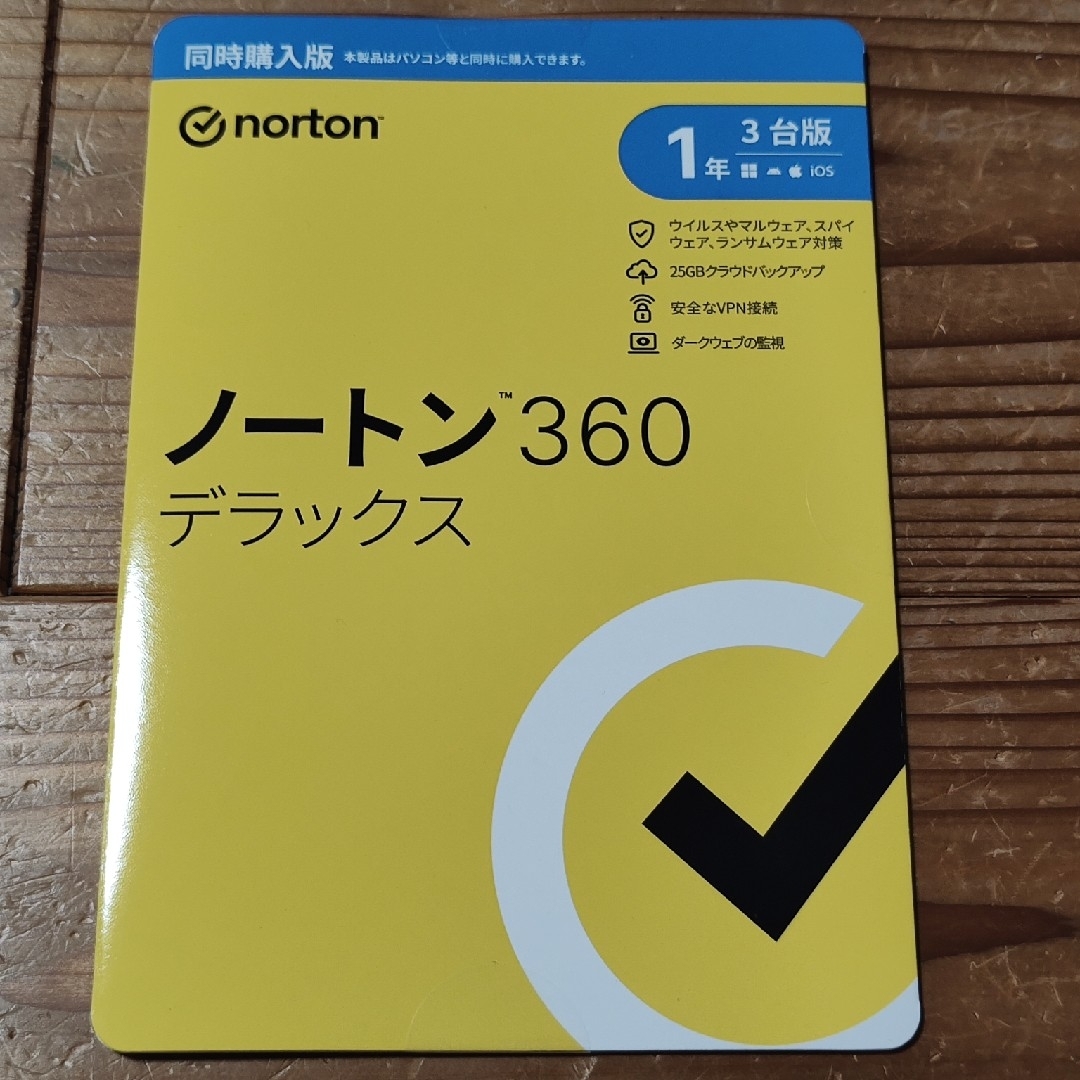 同時購入版 本製品はパソコン等と同時に購入できます。
norton™
1年
3台版
iOS
ウイルスやマルウェア、スパイ
ウェア、ランサムウェア対策
25GBクラウドバックアップ
安全なVPN接続
ダークウェブの監視
ノートン™ 360
デラックス